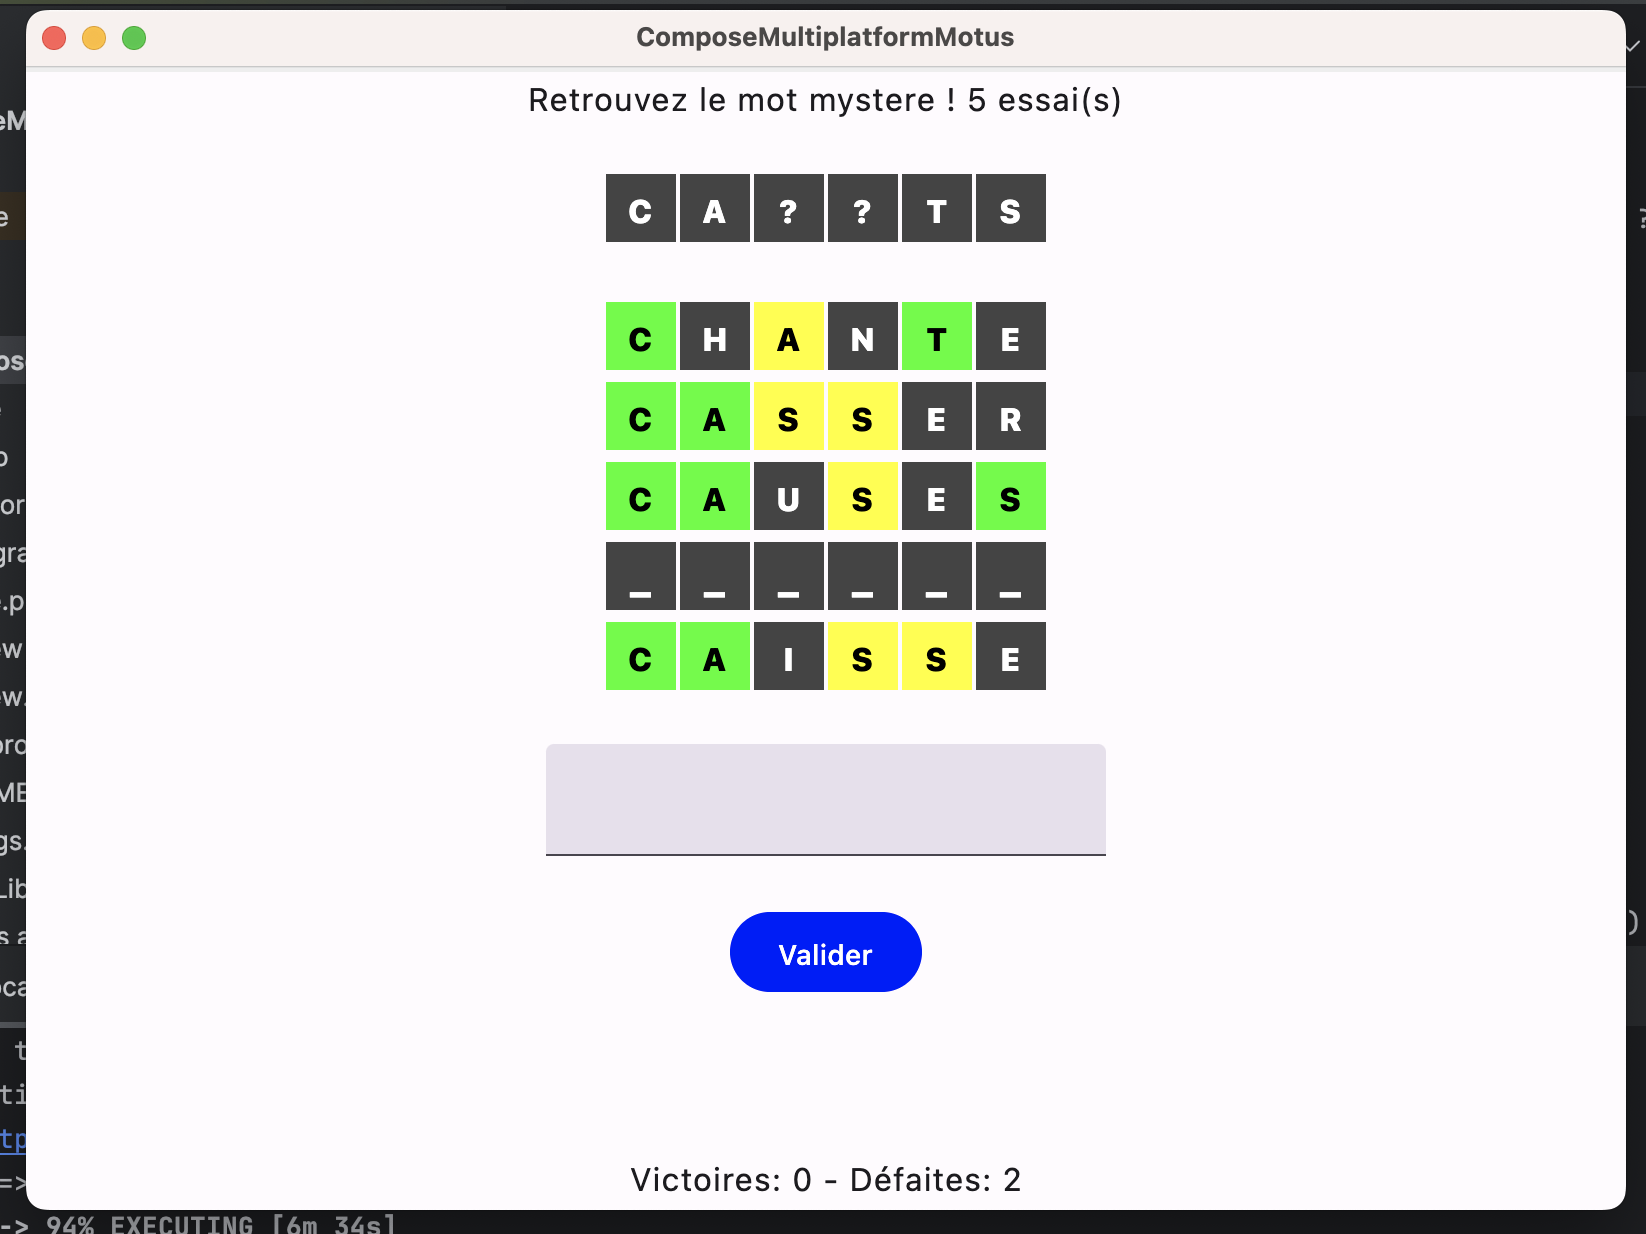 ComposeMultiplatformMotus
Retrouvez le mot mystere ! 5 essai(s)
C A ? ? T S
C H A N T E
C A S S E R
C A U S E S
_ _ _ _ _ _
C A I S S E
Valider
Victoires: 0 - Défaites: 2
-> 94% EXECUTING [6m 34s]